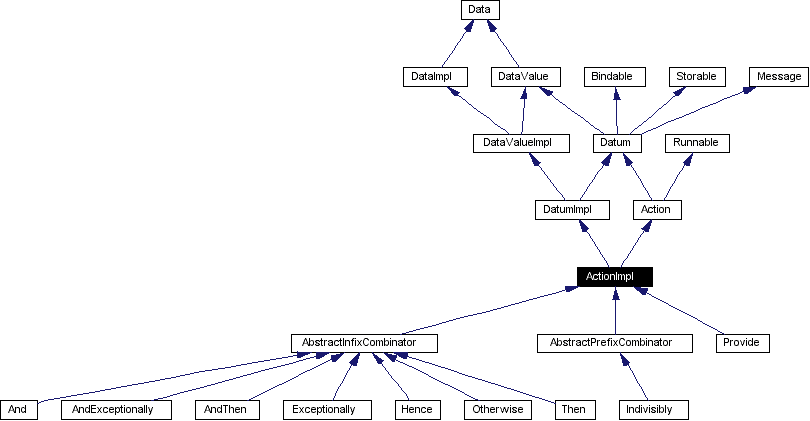 Data
DataImpl
DataValue
Bindable
Storable
Message
DataValueImpl
Datum
Runnable
DatumImpl
Action
ActionImpl
AbstractInfixCombinator
AbstractPrefixCombinator
Provide
And
AndExceptionally
AndThen
Exceptionally
Hence
Otherwise
Then
Indivisibly